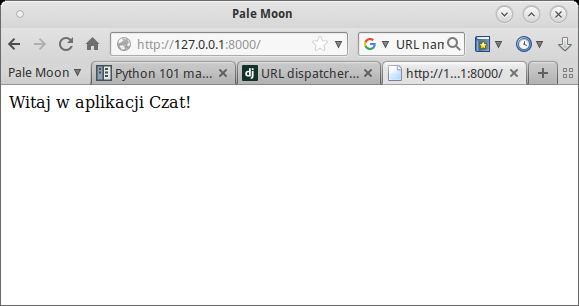 Pale Moon
http://127.0.0.1:8000/
URL nan
Pale Moon
Python 101 ma...
URL dispatcher...
http://1...1:8000/
Witaj w aplikacji Czat!